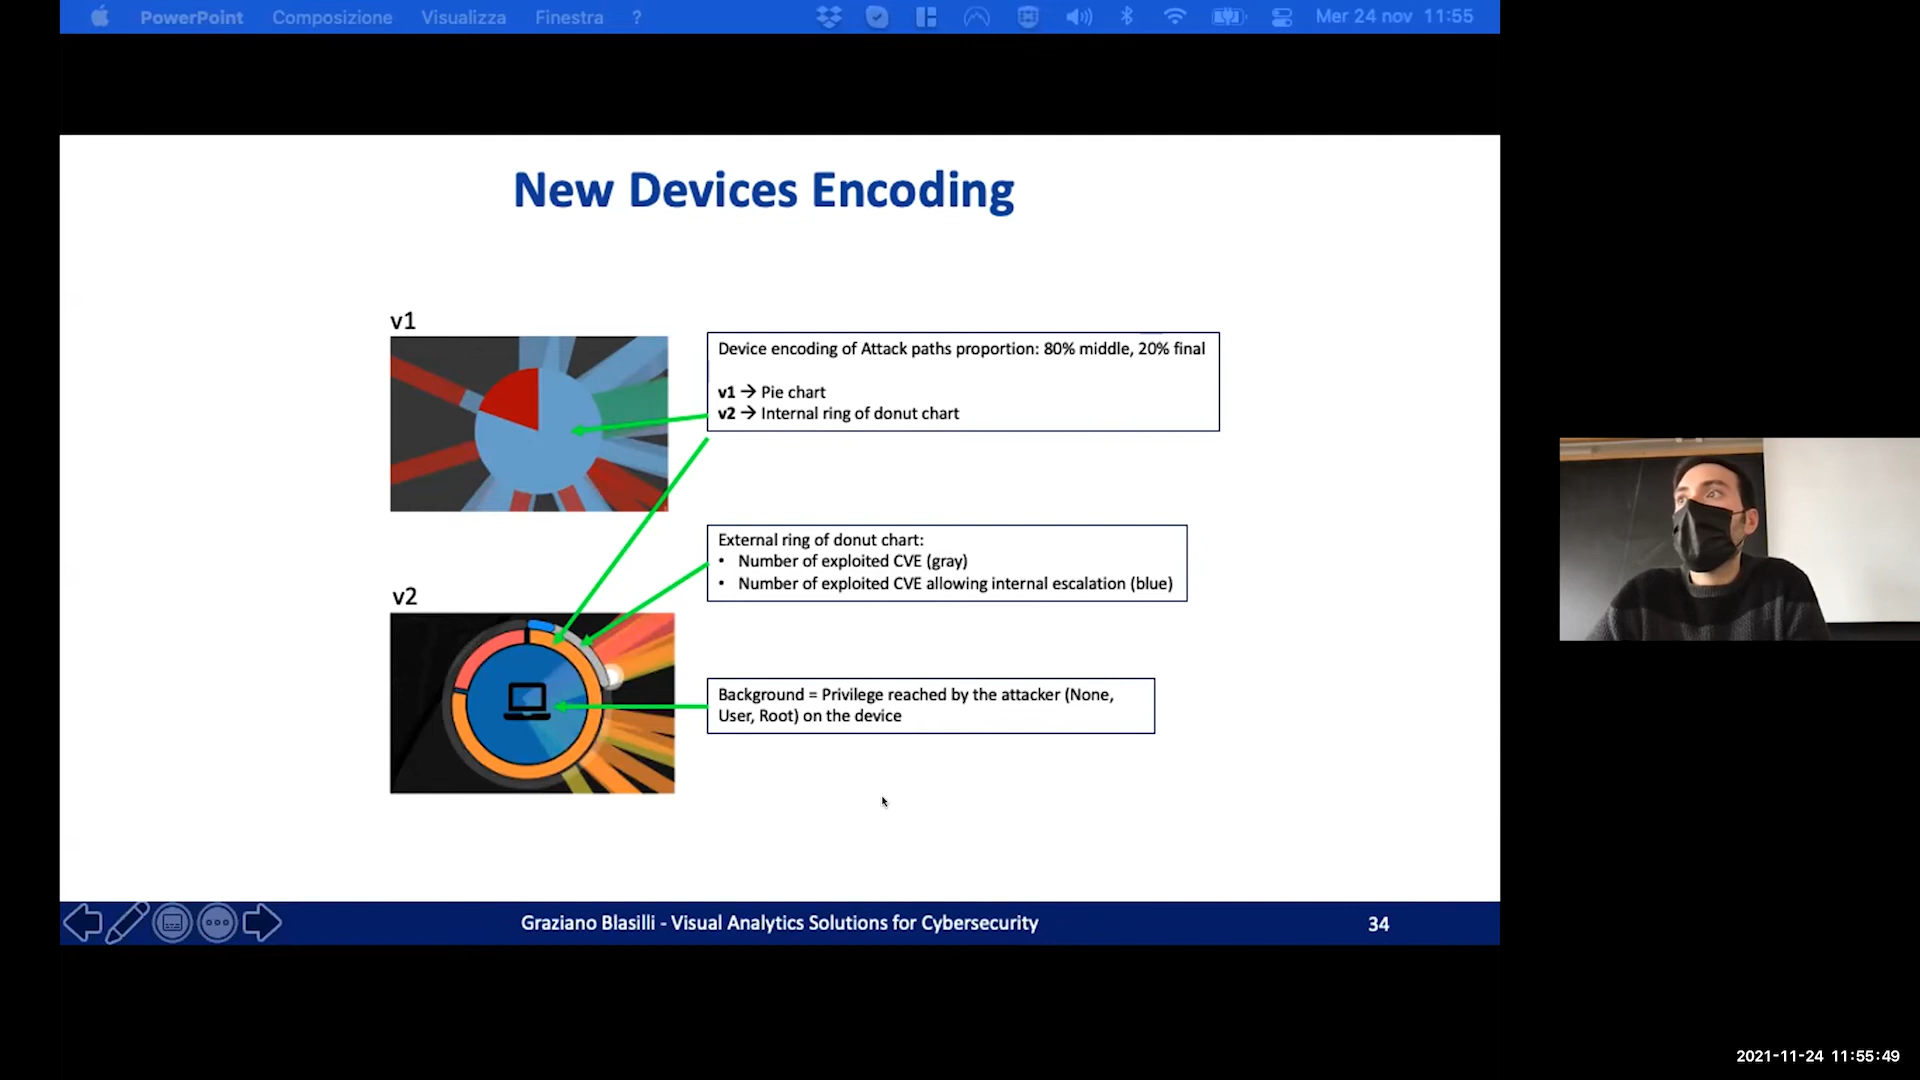 PowerPoint Composizione Visualizza Finestra ? Mer 24 nov 11:55
New Devices Encoding
v1
Device encoding of Attack paths proportion: 80% middle, 20% final
v1 → Pie chart
v2 → Internal ring of donut chart
External ring of donut chart:
• Number of exploited CVE (gray)
• Number of exploited CVE allowing internal escalation (blue)
v2
Background = Privilege reached by the attacker (None,
User, Root) on the device
Graziano Blasilli - Visual Analytics Solutions for Cybersecurity
34
2021-11-24 11:55:49